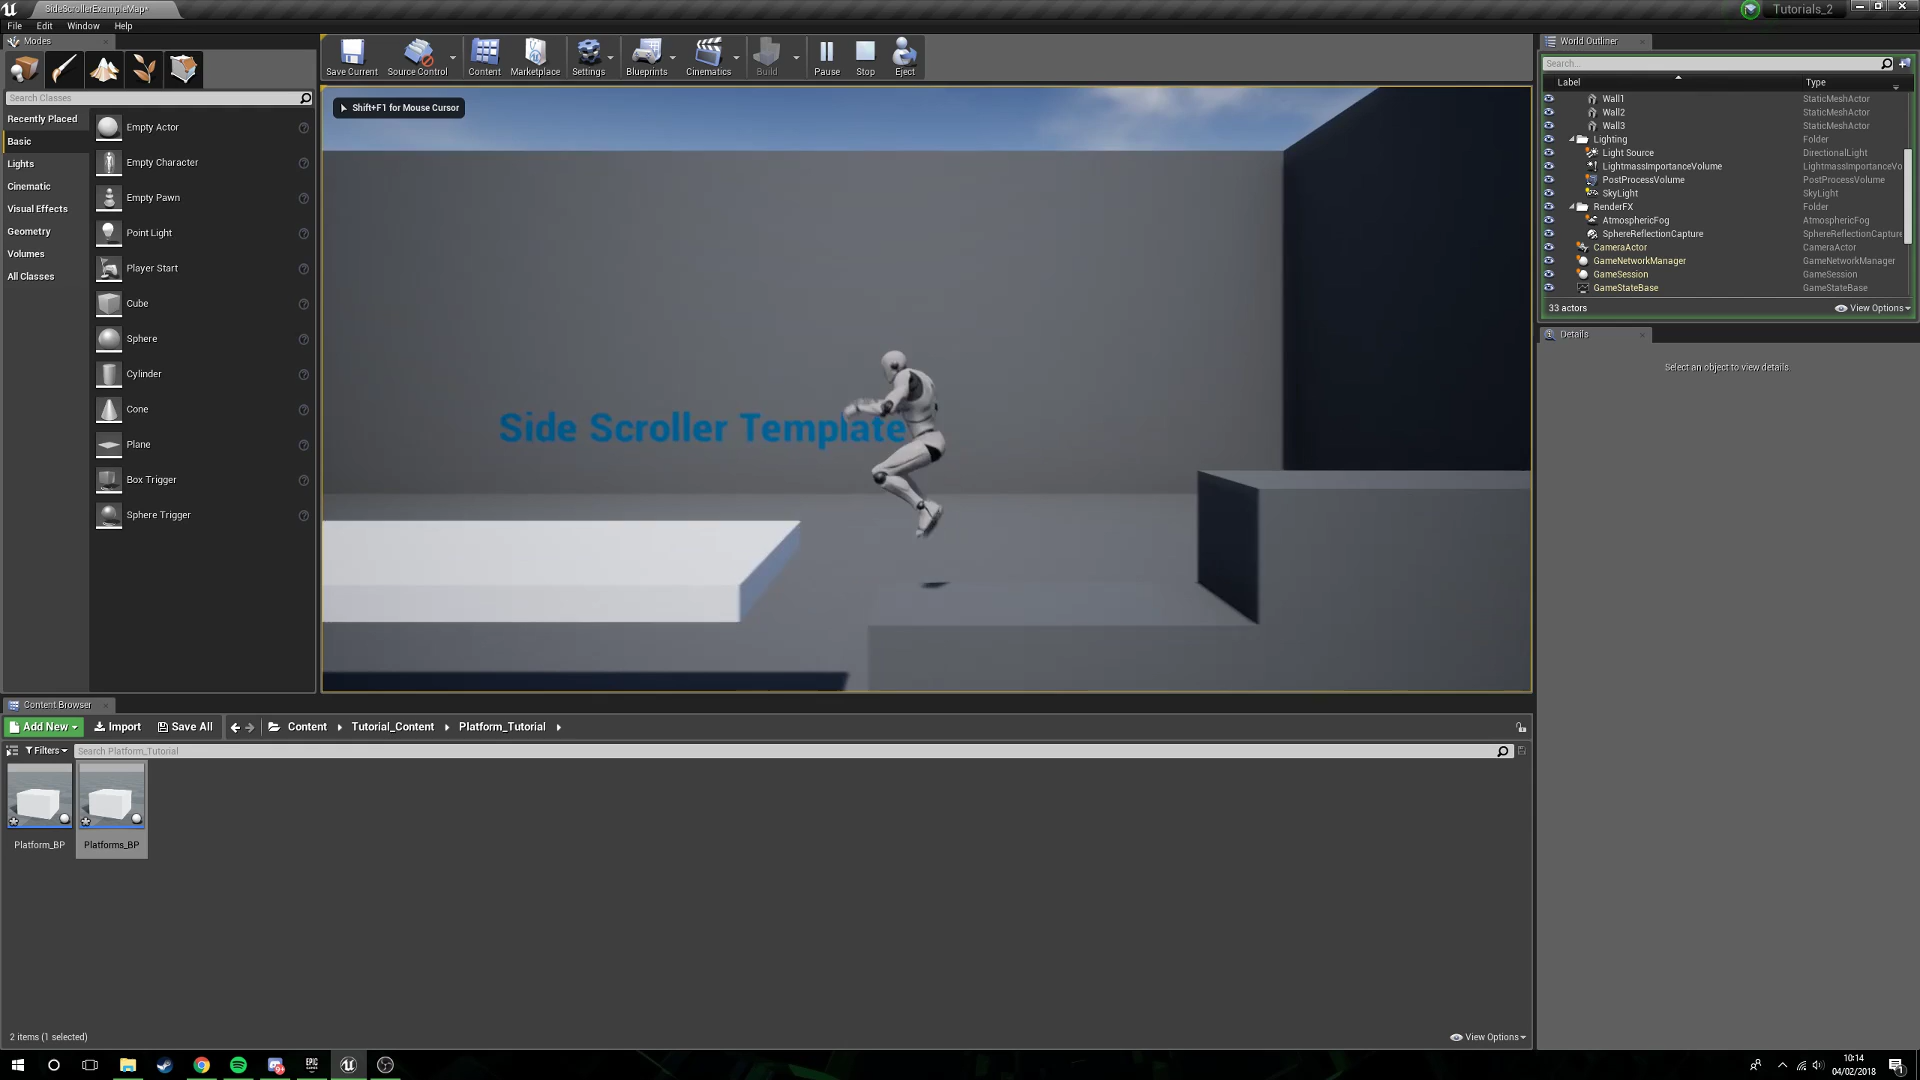 SideScrollerExampleMap*
Tutorials_2
File Edit Window Help
Modes
Search Classes
Recently Placed
Basic
Lights
Cinematic
Visual Effects
Geometry
Volumes
All Classes
Empty Actor
Empty Character
Empty Pawn
Point Light
Player Start
Cube
Sphere
Cylinder
Cone
Plane
Box Trigger
Sphere Trigger
Save Current Source Control Content Marketplace Settings Blueprints Cinematics Build Pause Stop Eject
Shift+F1 for Mouse Cursor
Side Scroller Template
World Outliner
Search...
Label Type
Wall1 StaticMeshActor
Wall2 StaticMeshActor
Wall3 StaticMeshActor
Lighting Folder
Light Source DirectionalLight
LightmassImportanceVolume LightmassImportanceVo
PostProcessVolume PostProcessVolume
SkyLight SkyLight
RenderFX Folder
AtmosphericFog AtmosphericFog
SphereReflectionCapture SphereReflectionCapture
CameraActor CameraActor
GameNetworkManager GameNetworkManager
GameSession GameSession
GameStateBase GameStateBase
33 actors View Options
Details
Select an object to view details
Content Browser
Add New Import Save All Content Tutorial_Content Platform_Tutorial
Filters Search Platform_Tutorial
Platform_BP Platforms_BP
2 items (1 selected) View Options
10:14
04/02/2018